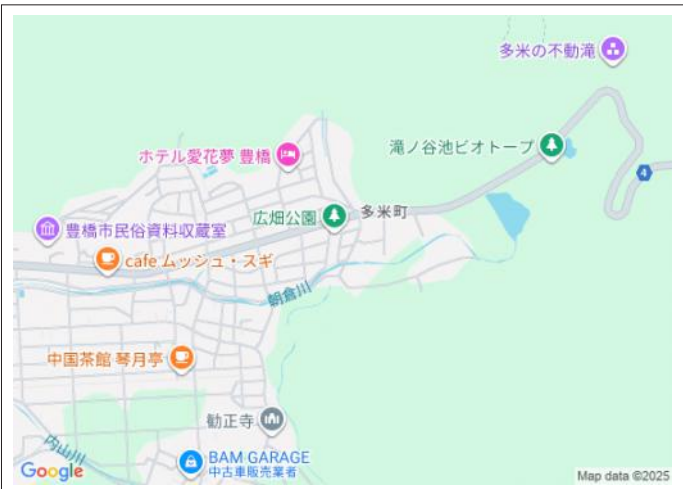 多米の不動滝
滝ノ谷池ビオトープ
ホテル愛花夢 豊橋
4
広畑公園
多米町
豊橋市民俗資料収蔵室
cafe ムッシュ・スギ
朝倉川
中国茶館 琴月亭
勧正寺
内山川
BAM GARAGE
中古車販売業者
Google
Map data ©2025